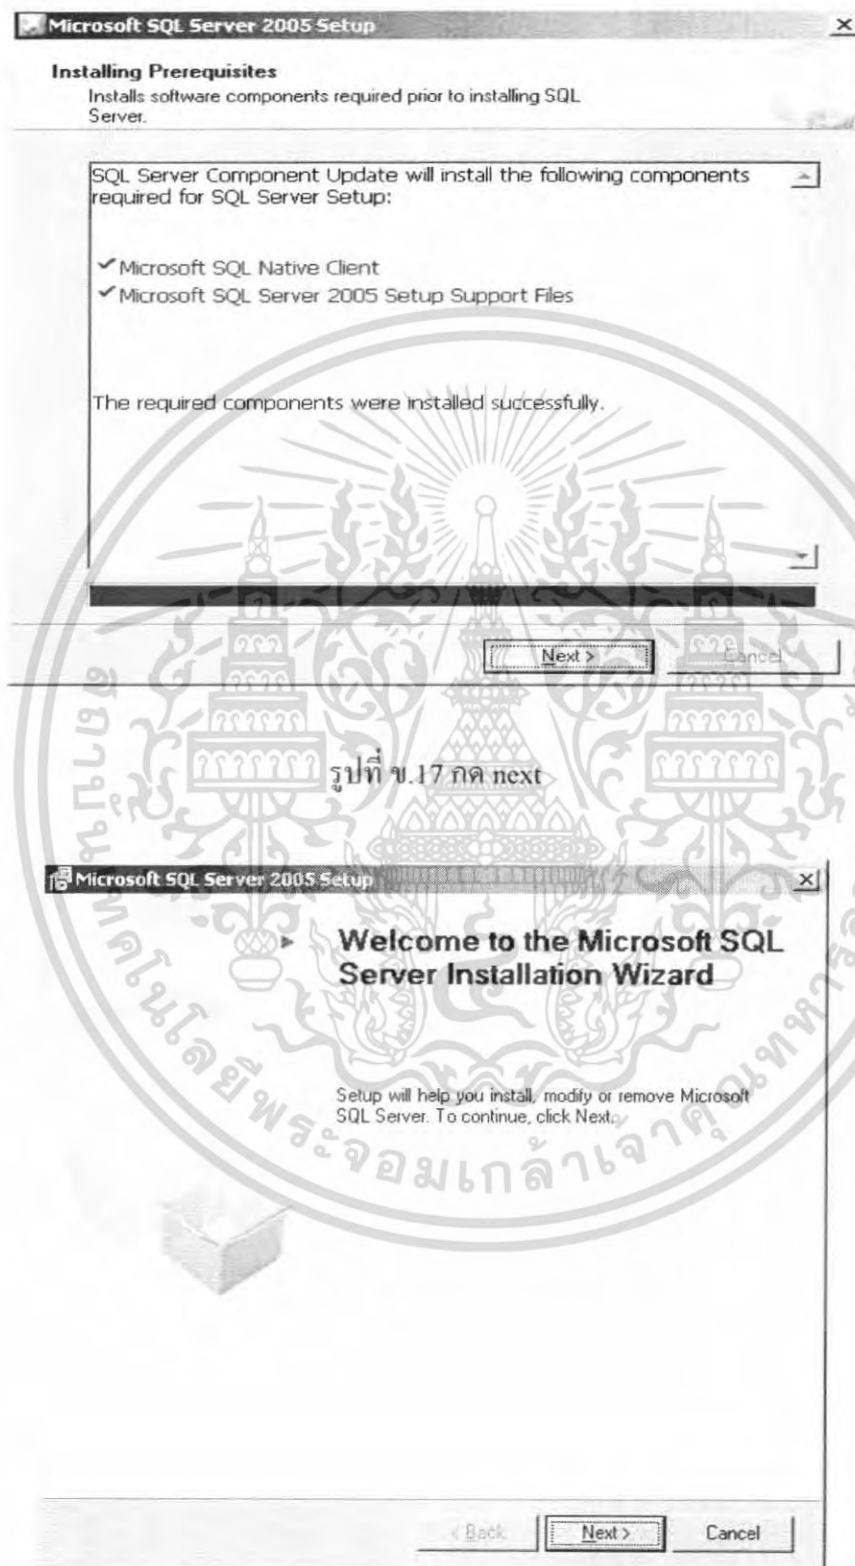 Microsoft SQL Server 2005 Setup
Installing Prerequisites
Installs software components required prior to installing SQL
Server.
SQL Server Component Update will install the following components
required for SQL Server Setup:
Microsoft SQL Native Client
Microsoft SQL Server 2005 Setup Support Files
The required components were installed successfully.
Next >
Cancel
รูปที่ ข.17 กด next
Microsoft SQL Server 2005 Setup
Welcome to the Microsoft SQL
Server Installation Wizard
Setup will help you install, modify or remove Microsoft
SQL Server. To continue, click Next.
< Back
Next >
Cancel